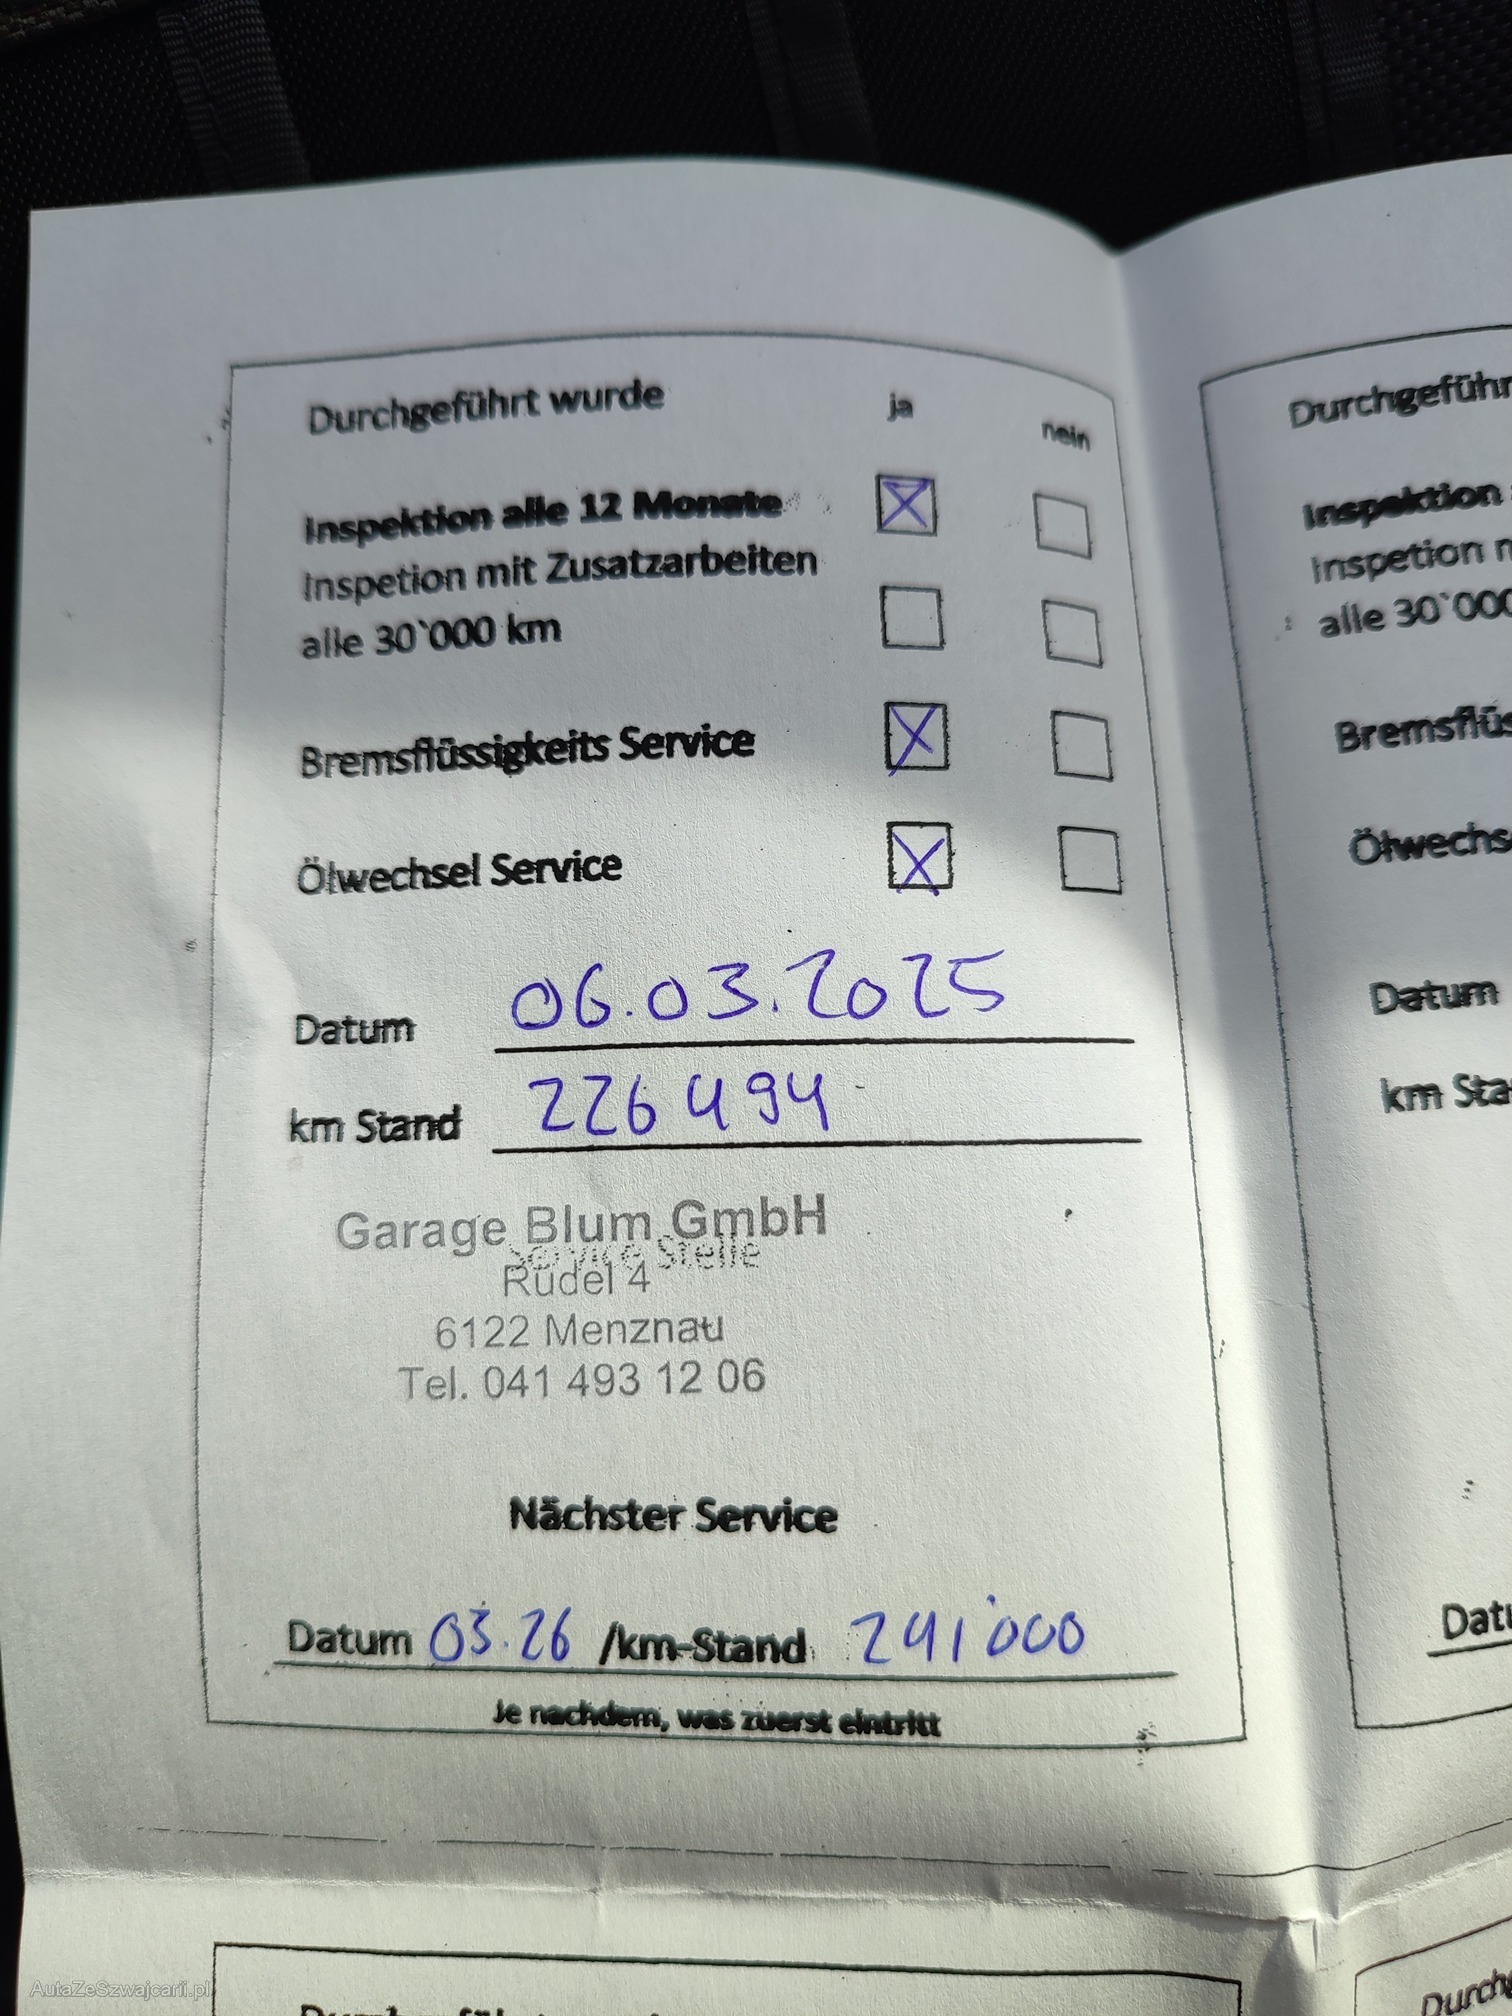 Durchgeführt wurde ja nein
Inspektion alle 12 Monate
Inspetion mit Zusatzarbeiten
alle 30`000 km
Bremsflüssigkeits Service
Ölwechsel Service
Datum 06.03.2025
km Stand 226494
Garage Blum GmbH
Service Stelle
Rüdel 4
6122 Menznau
Tel. 041 493 12 06
Nächster Service
Datum 03.26 /km-Stand 241'000
Je nachdem, was zuerst eintritt
Durchgeführ
Inspektion
Inspetion m
alle 30`000
Bremsflüs
Ölwechs
Datum
km Sta
Dat
Durchg
AutaZeSzwajcarii.pl